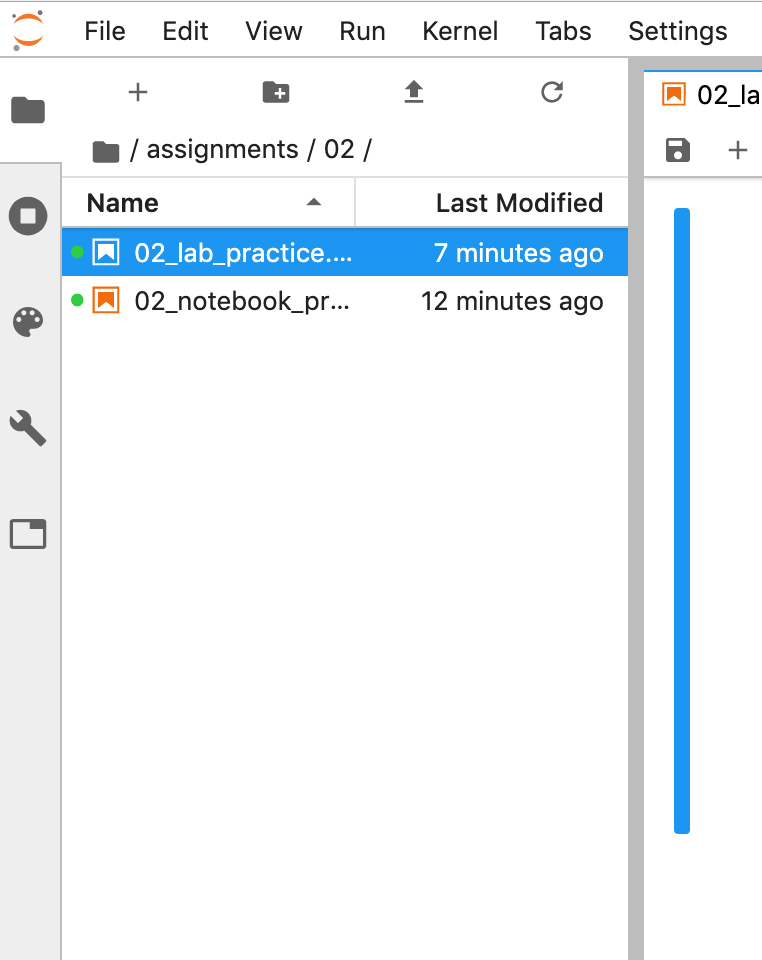 File Edit View Run Kernel Tabs Settings
02_la
/ assignments / 02 /
Name Last Modified
02_lab_practice.... 7 minutes ago
02_notebook_pr... 12 minutes ago